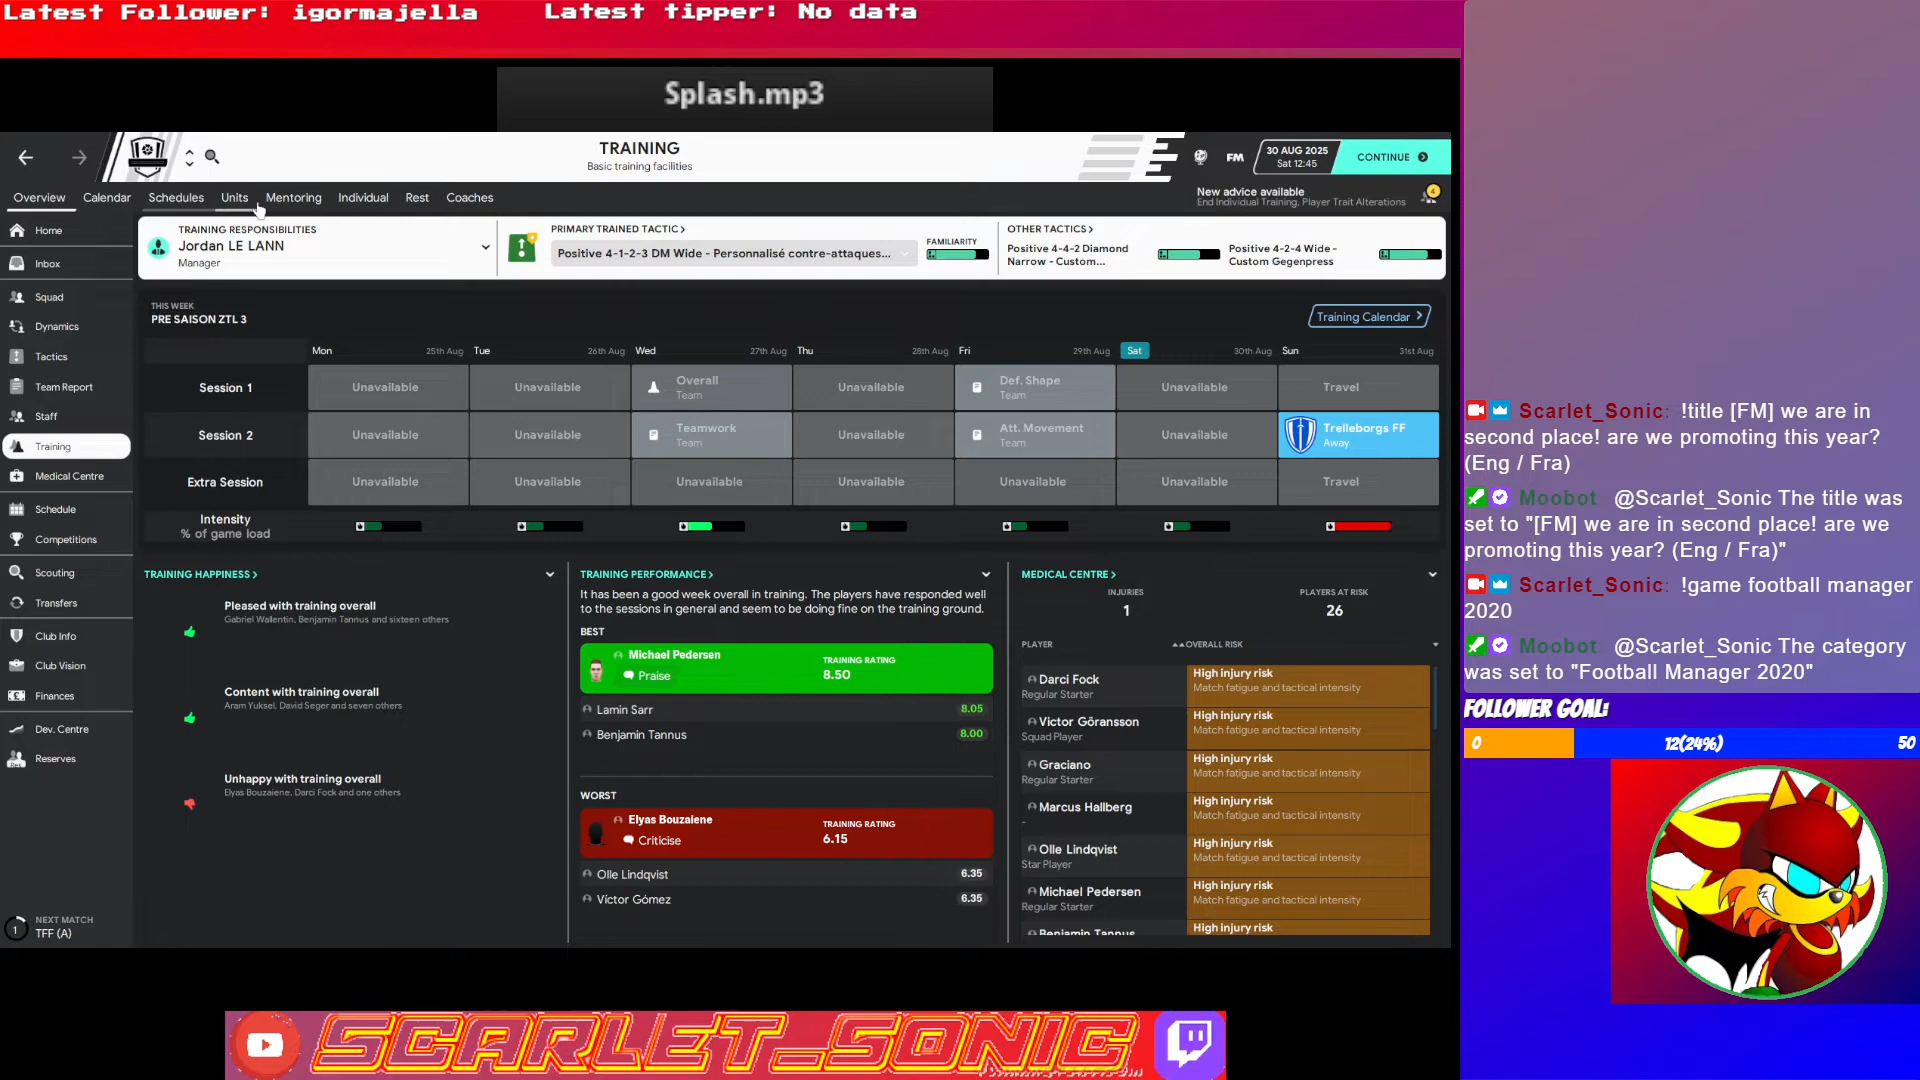 Latest Follower: igormajella
Latest tipper: No data
Splash.mp3
TRAINING
Basic training facilities
FM
30 AUG 2025
Sat 12:45
CONTINUE
Overview
Calendar
Schedules
Units
Mentoring
Individual
Rest
Coaches
New advice available
End Individual Training, Player Trait Alterations
4
Home
Inbox
Squad
Dynamics
Tactics
Team Report
Staff
Training
Medical Centre
Schedule
Competitions
Scouting
Transfers
Club Info
Club Vision
Finances
Dev. Centre
Reserves
1
NEXT MATCH
TFF (A)
TRAINING RESPONSIBILITIES
Jordan LE LANN
Manager
PRIMARY TRAINED TACTIC
Positive 4-1-2-3 DM Wide - Personnalisé contre-attaques...
FAMILIARITY
OTHER TACTICS
Positive 4-4-2 Diamond
Narrow - Custom...
Positive 4-2-4 Wide -
Custom Gegenpress
THIS WEEK
PRE SAISON ZTL 3
Training Calendar
Mon 25th Aug Tue 26th Aug Wed 27th Aug Thu 28th Aug Fri 29th Aug Sat 30th Aug Sun 31st Aug
Session 1 Unavailable Unavailable Overall Unavailable Def. Shape Unavailable Travel
Team Team
Session 2 Unavailable Unavailable Teamwork Unavailable Att. Movement Unavailable Trelleborgs FF
Team Team Away
Extra Session Unavailable Unavailable Unavailable Unavailable Unavailable Unavailable Travel
Intensity
% of game load
TRAINING HAPPINESS
Pleased with training overall
Gabriel Wallentin, Benjamin Tannus and sixteen others
Content with training overall
Aram Yuksel, David Seger and seven others
Unhappy with training overall
Elyas Bouzaiene, Darci Fock and one others
TRAINING PERFORMANCE
It has been a good week overall in training. The players have responded well
to the sessions in general and seem to be doing fine on the training ground.
BEST
Michael Pedersen
Praise
TRAINING RATING
8.50
Lamin Sarr 8.05
Benjamin Tannus 8.00
WORST
Elyas Bouzaiene
Criticise
TRAINING RATING
6.15
Olle Lindqvist 6.35
Víctor Gómez 6.35
MEDICAL CENTRE
INJURIES
1
PLAYERS AT RISK
26
PLAYER OVERALL RISK
Darci Fock
Regular Starter
High injury risk
Match fatigue and tactical intensity
Victor Göransson
Squad Player
High injury risk
Match fatigue and tactical intensity
Graciano
Regular Starter
High injury risk
Match fatigue and tactical intensity
Marcus Hallberg
-
High injury risk
Match fatigue and tactical intensity
Olle Lindqvist
Star Player
High injury risk
Match fatigue and tactical intensity
Michael Pedersen
Regular Starter
High injury risk
Match fatigue and tactical intensity
Benjamin Tannus
High injury risk
Scarlet_Sonic: !title [FM] we are in
second place! are we promoting this year?
(Eng / Fra)
Moobot @Scarlet_Sonic The title was
set to "[FM] we are in second place! are we
promoting this year? (Eng / Fra)"
Scarlet_Sonic: !game football manager
2020
Moobot @Scarlet_Sonic The category
was set to "Football Manager 2020"
FOLLOWER GOAL:
0 12(24%) 50
SCARLET_SONIC